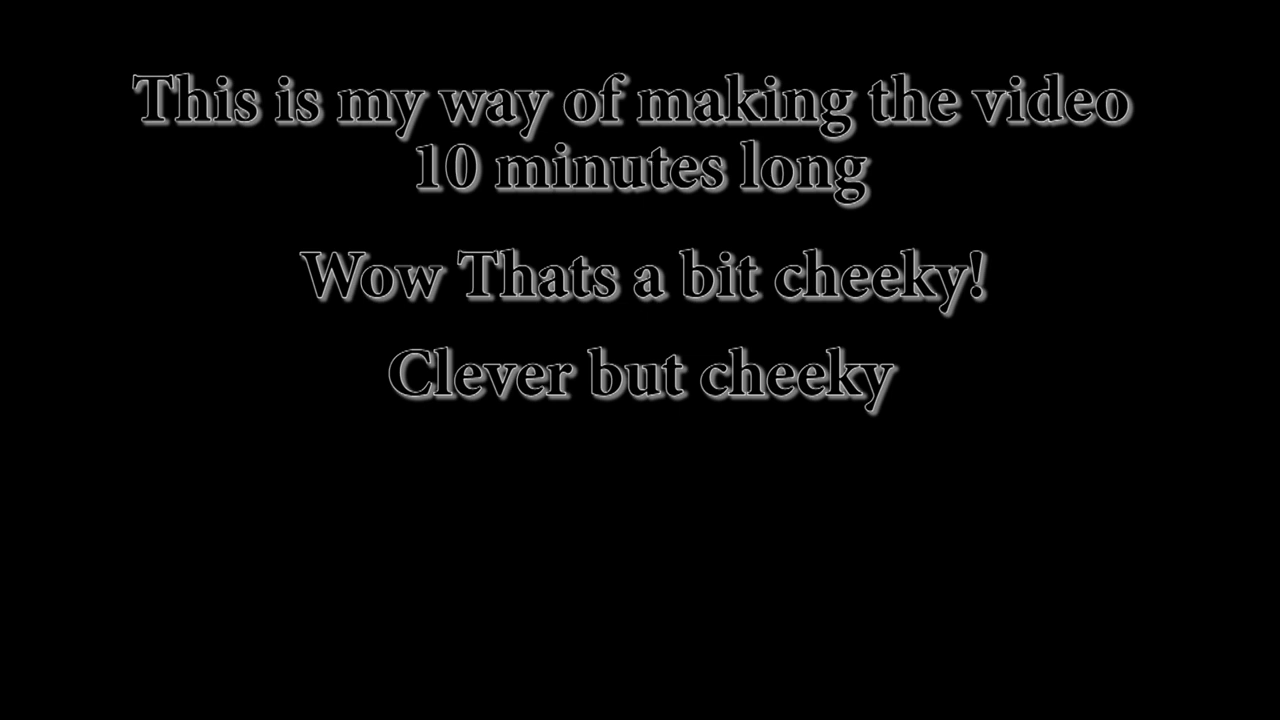 This is my way of making the video
10 minutes long
Wow Thats a bit cheeky!
Clever but cheeky